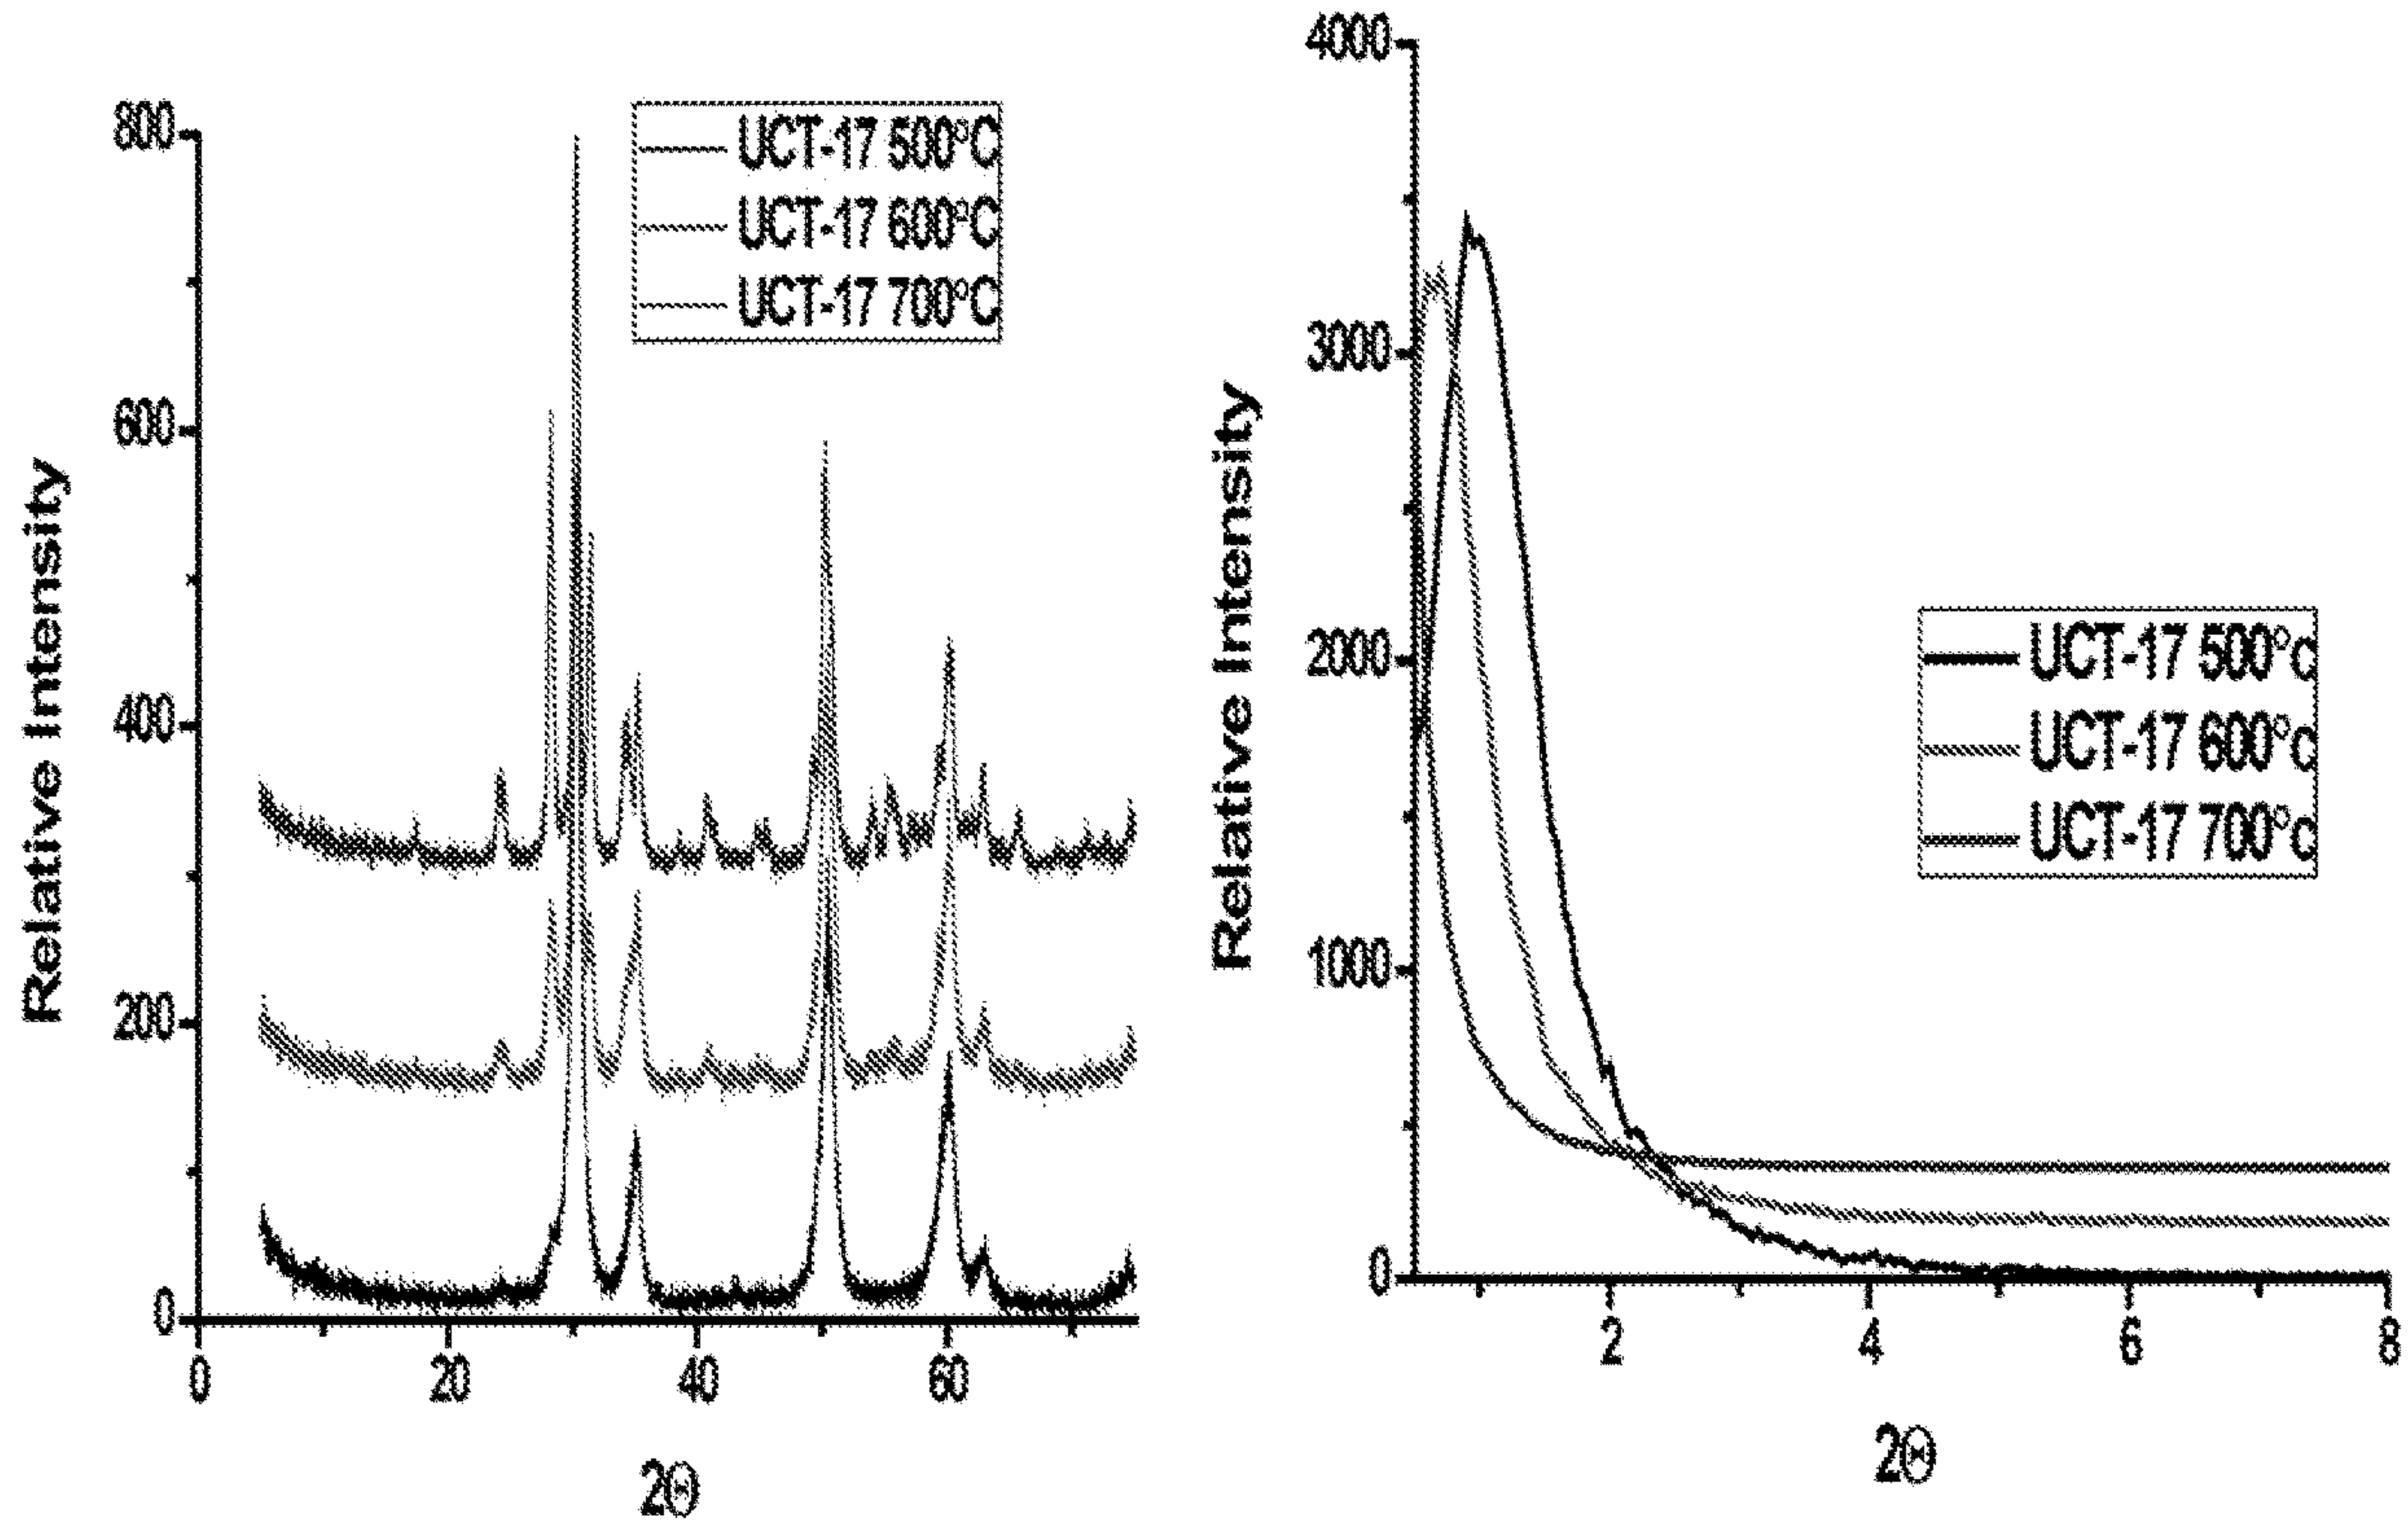 800
600
400
200
0
0
20
40
60
Relative Intensity
2Θ
UCT-17 500°C
UCT-17 600°C
UCT-17 700°C
4000
3000
2000
1000
0
2
4
6
8
Relative Intensity
2Θ
UCT-17 500°C
UCT-17 600°C
UCT-17 700°C